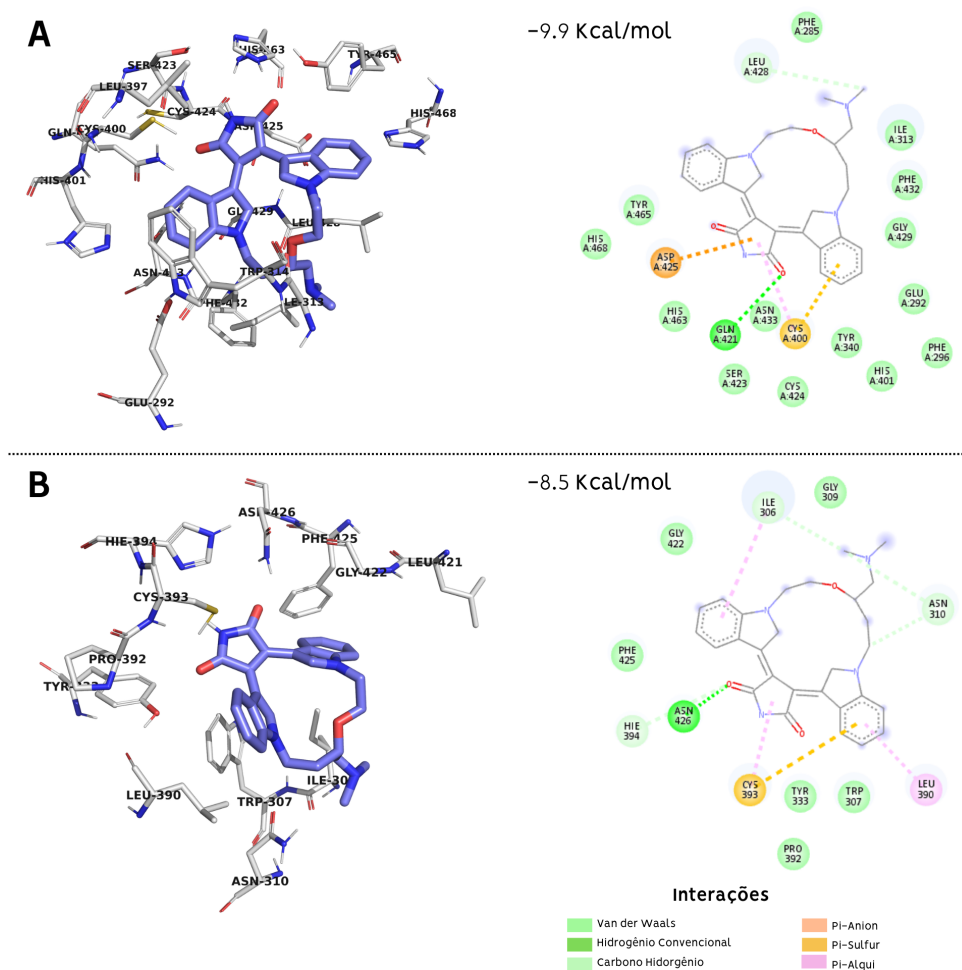 A
-9.9 Kcal/mol
HIS-463
SER-423
TYR-465
LEU-397
CYS-424
HIS-468
CYS-400
HIS-401
GLY-429
ASN-433
TRP-314
GLU-292
PHE A:285
LEU A:428
ILE A:313
PHE A:432
TYR A:465
GLY A:429
HIS A:468
ASP A:425
GLU A:292
HIS A:463
ASN A:433
GLN A:421
CYS A:400
TYR A:340
PHE A:296
SER A:423
HIS A:401
CYS A:424
B
-8.5 Kcal/mol
PHE-425
HIE-394
GLY-422
LEU-421
CYS-393
PRO-392
LEU-390
TRP-307
ASN-310
GLY 309
ILE 306
GLY 422
ASN 310
PHE 425
ASN 426
HIE 394
CYS 393
TYR 333
TRP 307
LEU 390
PRO 392
Interações
Van der Waals
Hidrogênio Convencional
Carbono Hidorgênio
Pi-Anion
Pi-Sulfur
Pi-Alqui